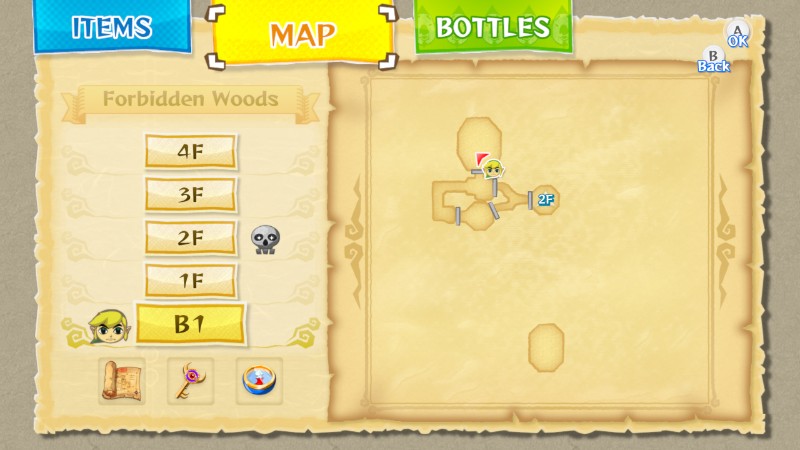 ITEMS
MAP
BOTTLES
A
OK
B
Back
Forbidden Woods
4F
3F
2F
1F
B1
2F